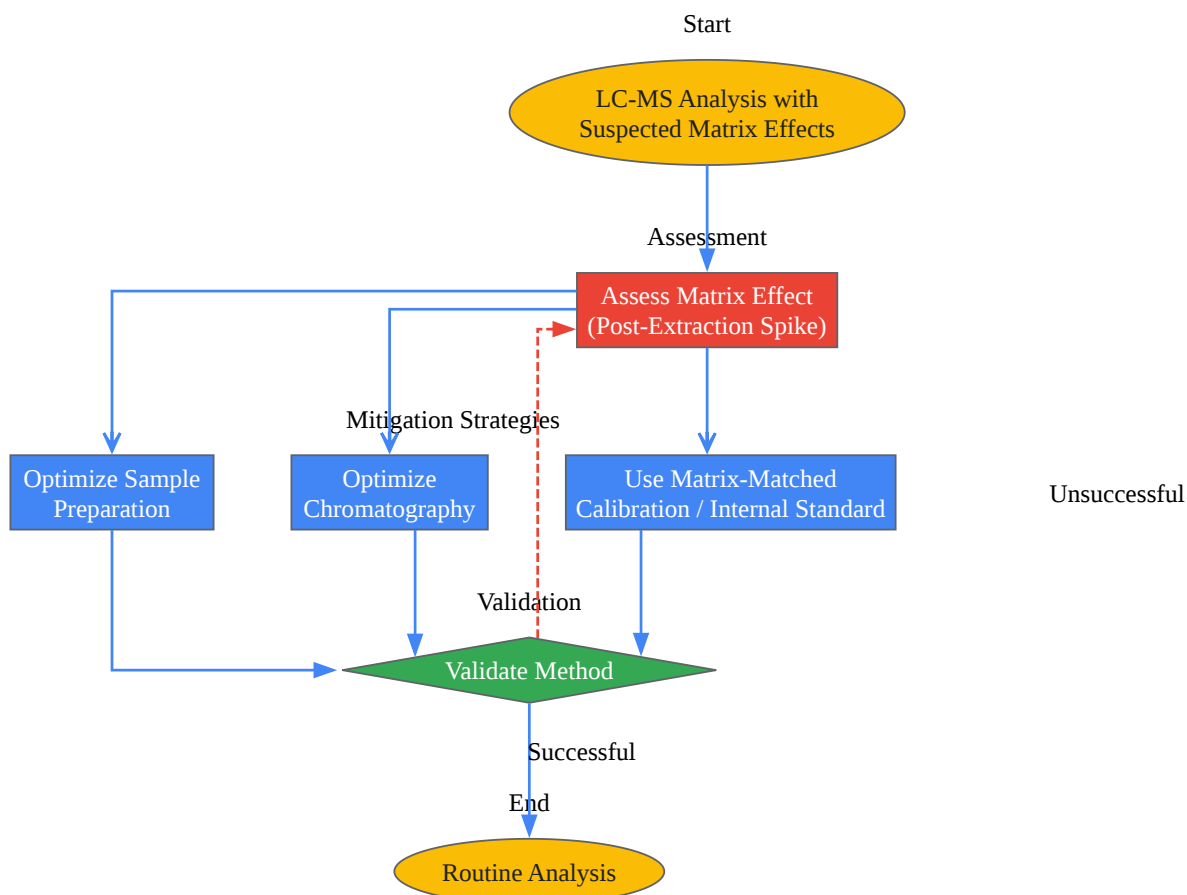 Start
LC-MS Analysis with
Suspected Matrix Effects
Assessment
Assess Matrix Effect
(Post-Extraction Spike)
Mitigation Strategies
Optimize Sample
Preparation
Optimize
Chromatography
Use Matrix-Matched
Calibration / Internal Standard
Unsuccessful
Validation
Validate Method
Successful
End
Routine Analysis